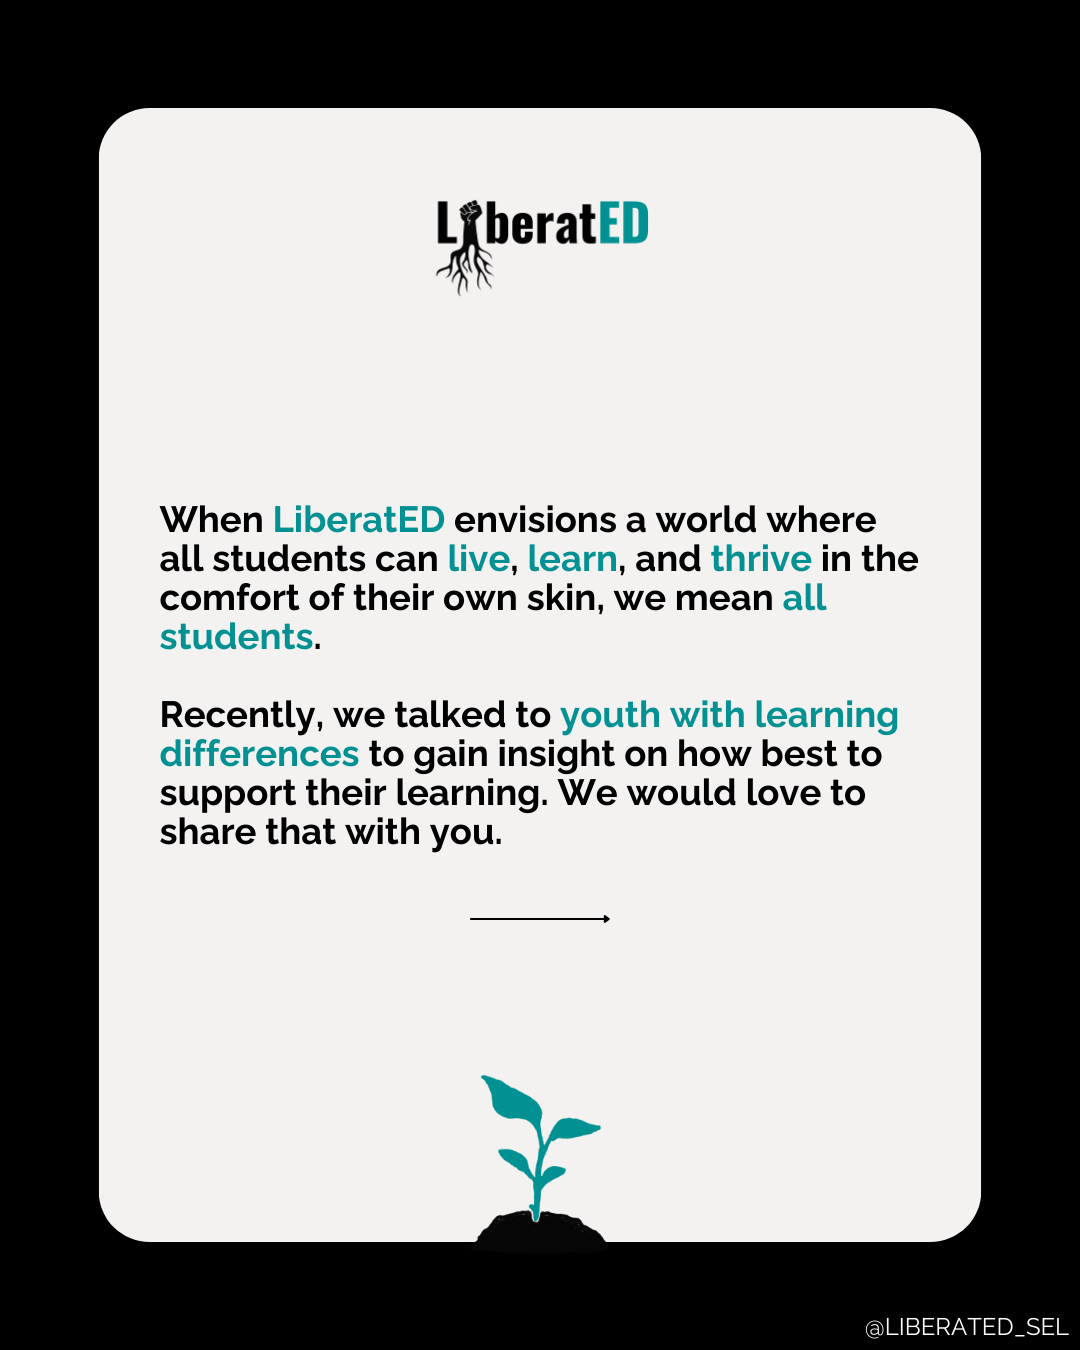 LiberatED
When LiberatED envisions a world where
all students can live, learn, and thrive in the
comfort of their own skin, we mean all
students.
Recently, we talked to youth with learning
differences to gain insight on how best to
support their learning. We would love to
share that with you.
@LIBERATED_SEL